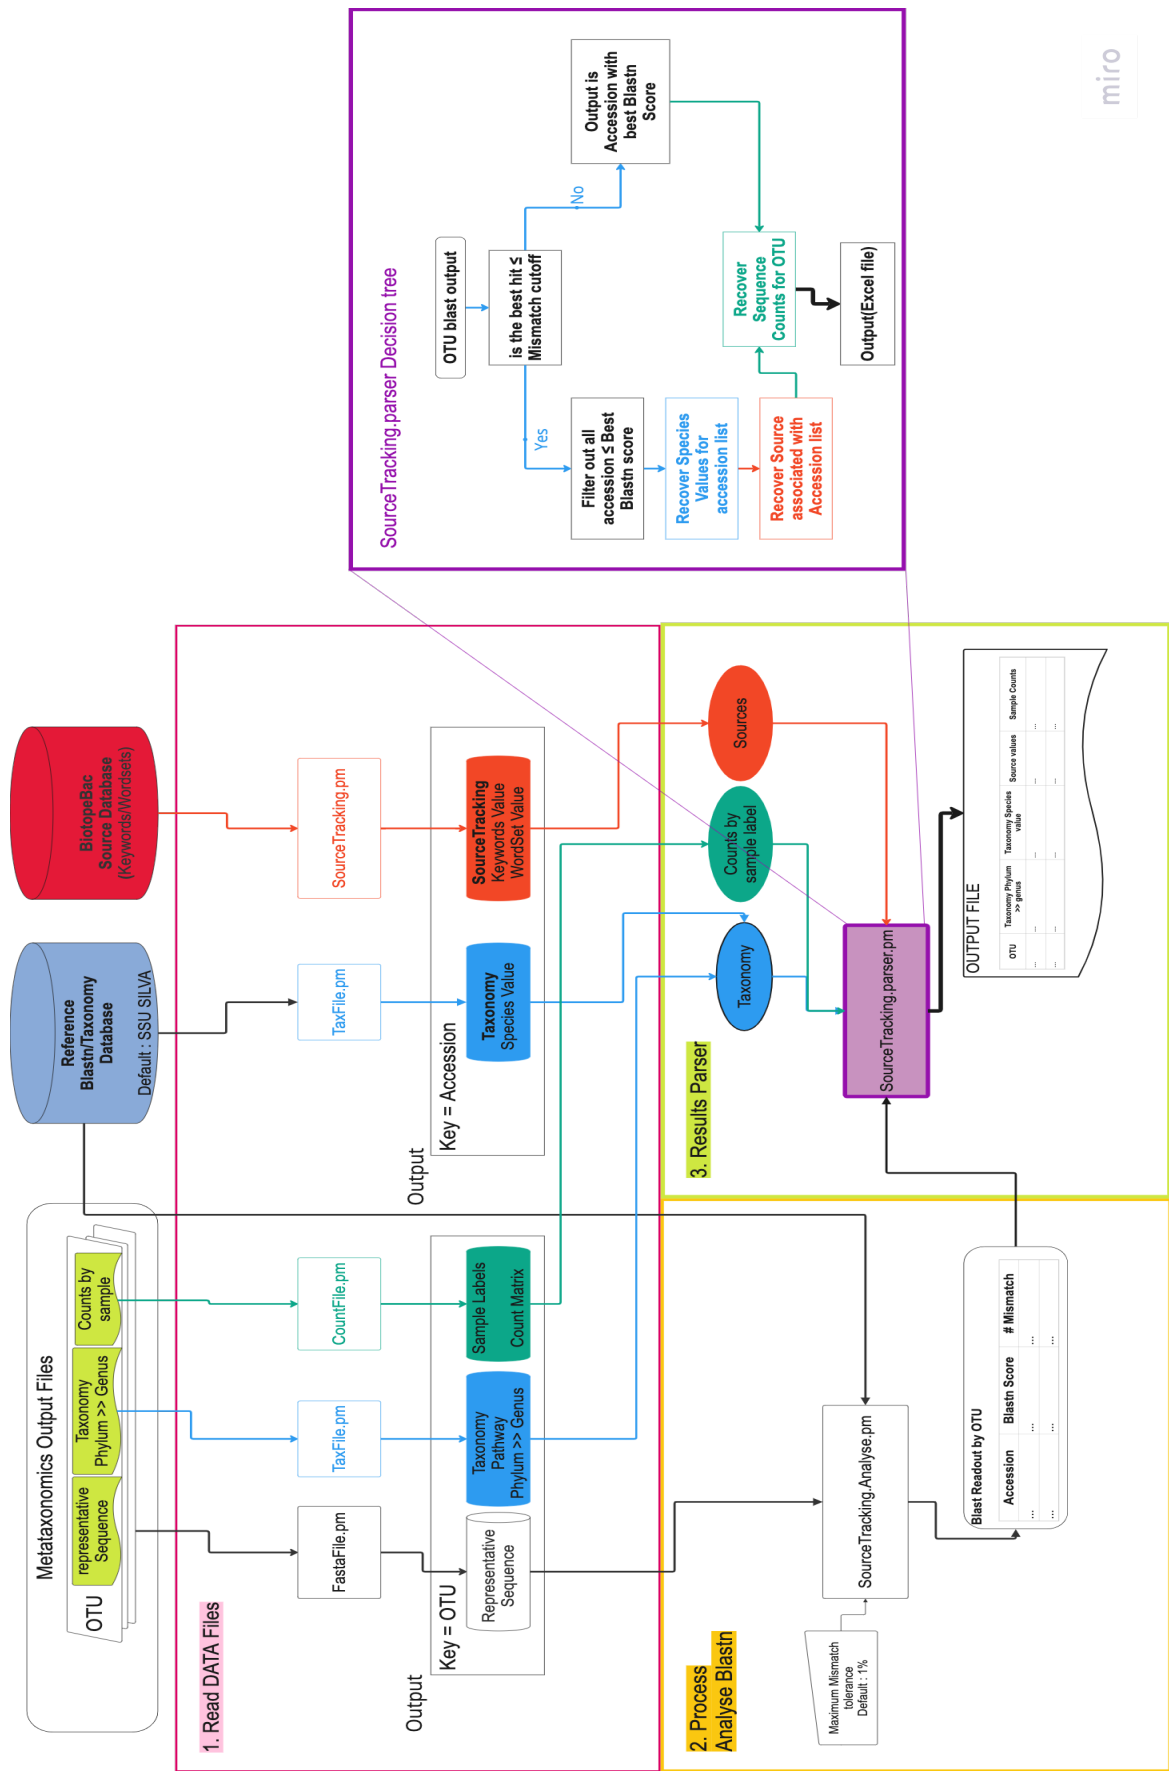 Metataxonomics Output Files
OTU
representative
Sequence
Taxonomy
Phylum >> Genus
Counts by
sample
Reference
Blastn/Taxonomy
Database
Default : SSU SILVA
BiotopeBac
Source Database
(Keywords/Wordsets)
1. Read DATA Files
FastaFile.pm
TaxFile.pm
CountFile.pm
TaxFile.pm
SourceTracking.pm
Output
Key = OTU
Representative
Sequence
Taxonomy
Pathway
Phylum >> Genus
Sample Labels
Count Matrix
Output
Key = Accession
Taxonomy
Species Value
SourceTracking
Keywords Value
WordSet Value
2. Process
Analyse Blastn
Maximum Mismatch
tolerance
Default : 1%
SourceTracking.Analyse.pm
Blast Readout by OTU
Accession
Blastn Score
# Mismatch
...
...
...
...
...
...
3. Results Parser
Taxonomy
Counts by
sample label
Sources
SourceTracking.parser.pm
OUTPUT FILE
OTU
Taxonomy Phylum
>> genus
Taxonomy Species
value
Source values
Sample Counts
...
...
...
...
...
...
...
...
...
...
SourceTracking.parser Decision tree
OTU blast output
is the best hit ≤
Mismatch cutoff
Yes
No
Filter out all
accession ≤ Best
Blastn score
Recover Species
Values for
accession list
Recover Source
associated with
Accession list
Output is
Accession with
best Blastn
Score
Recover
Sequence
Counts for OTU
Output(Excel file)
miro